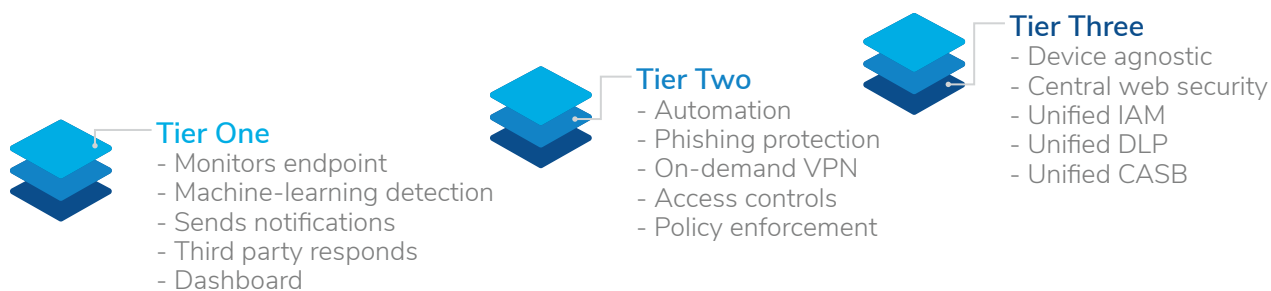 Tier One
- Monitors endpoint
- Machine-learning detection
- Sends notifications
- Third party responds
- Dashboard
Tier Two
- Automation
- Phishing protection
- On-demand VPN
- Access controls
- Policy enforcement
Tier Three
- Device agnostic
- Central web security
- Unified IAM
- Unified DLP
- Unified CASB